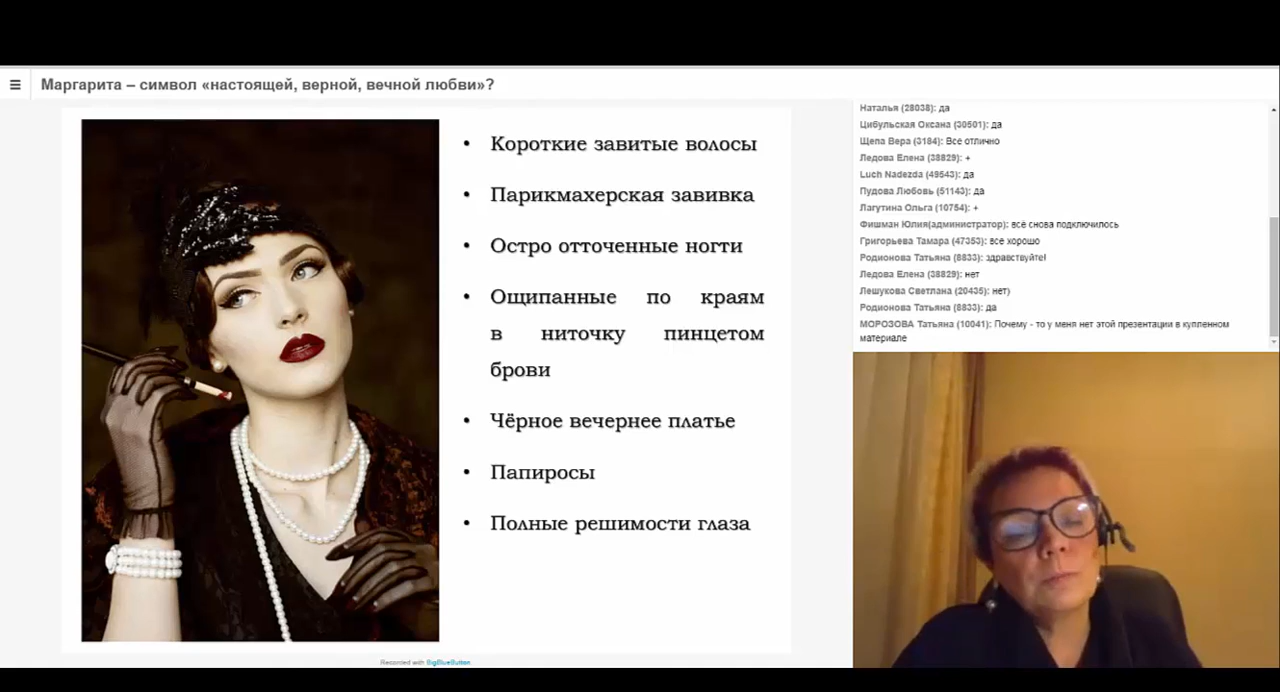 ☰ Маргарита – символ «настоящей, верной, вечной любви»?
• Короткие завитые волосы
• Парикмахерская завивка
• Остро отточенные ногти
• Ощипанные по краям
в ниточку пинцетом
брови
• Чёрное вечернее платье
• Папиросы
• Полные решимости глаза
Recorded with BigBlueButton
Наталья (28038): да
Цибульская Оксана (30501): да
Щепа Вера (3184): Все отлично
Ледова Елена (38829): +
Luch Nadezda (49543): да
Пудова Любовь (51143): да
Лагутина Ольга (10754): +
Фишман Юлия(администратор): всё снова подключилось
Григорьева Тамара (47353): все хорошо
Родионова Татьяна (8833): здравствуйте!
Ледова Елена (38829): нет
Лешукова Светлана (20435): нет)
Родионова Татьяна (8833): да
МОРОЗОВА Татьяна (10041): Почему - то у меня нет этой презентации в купленном
материале